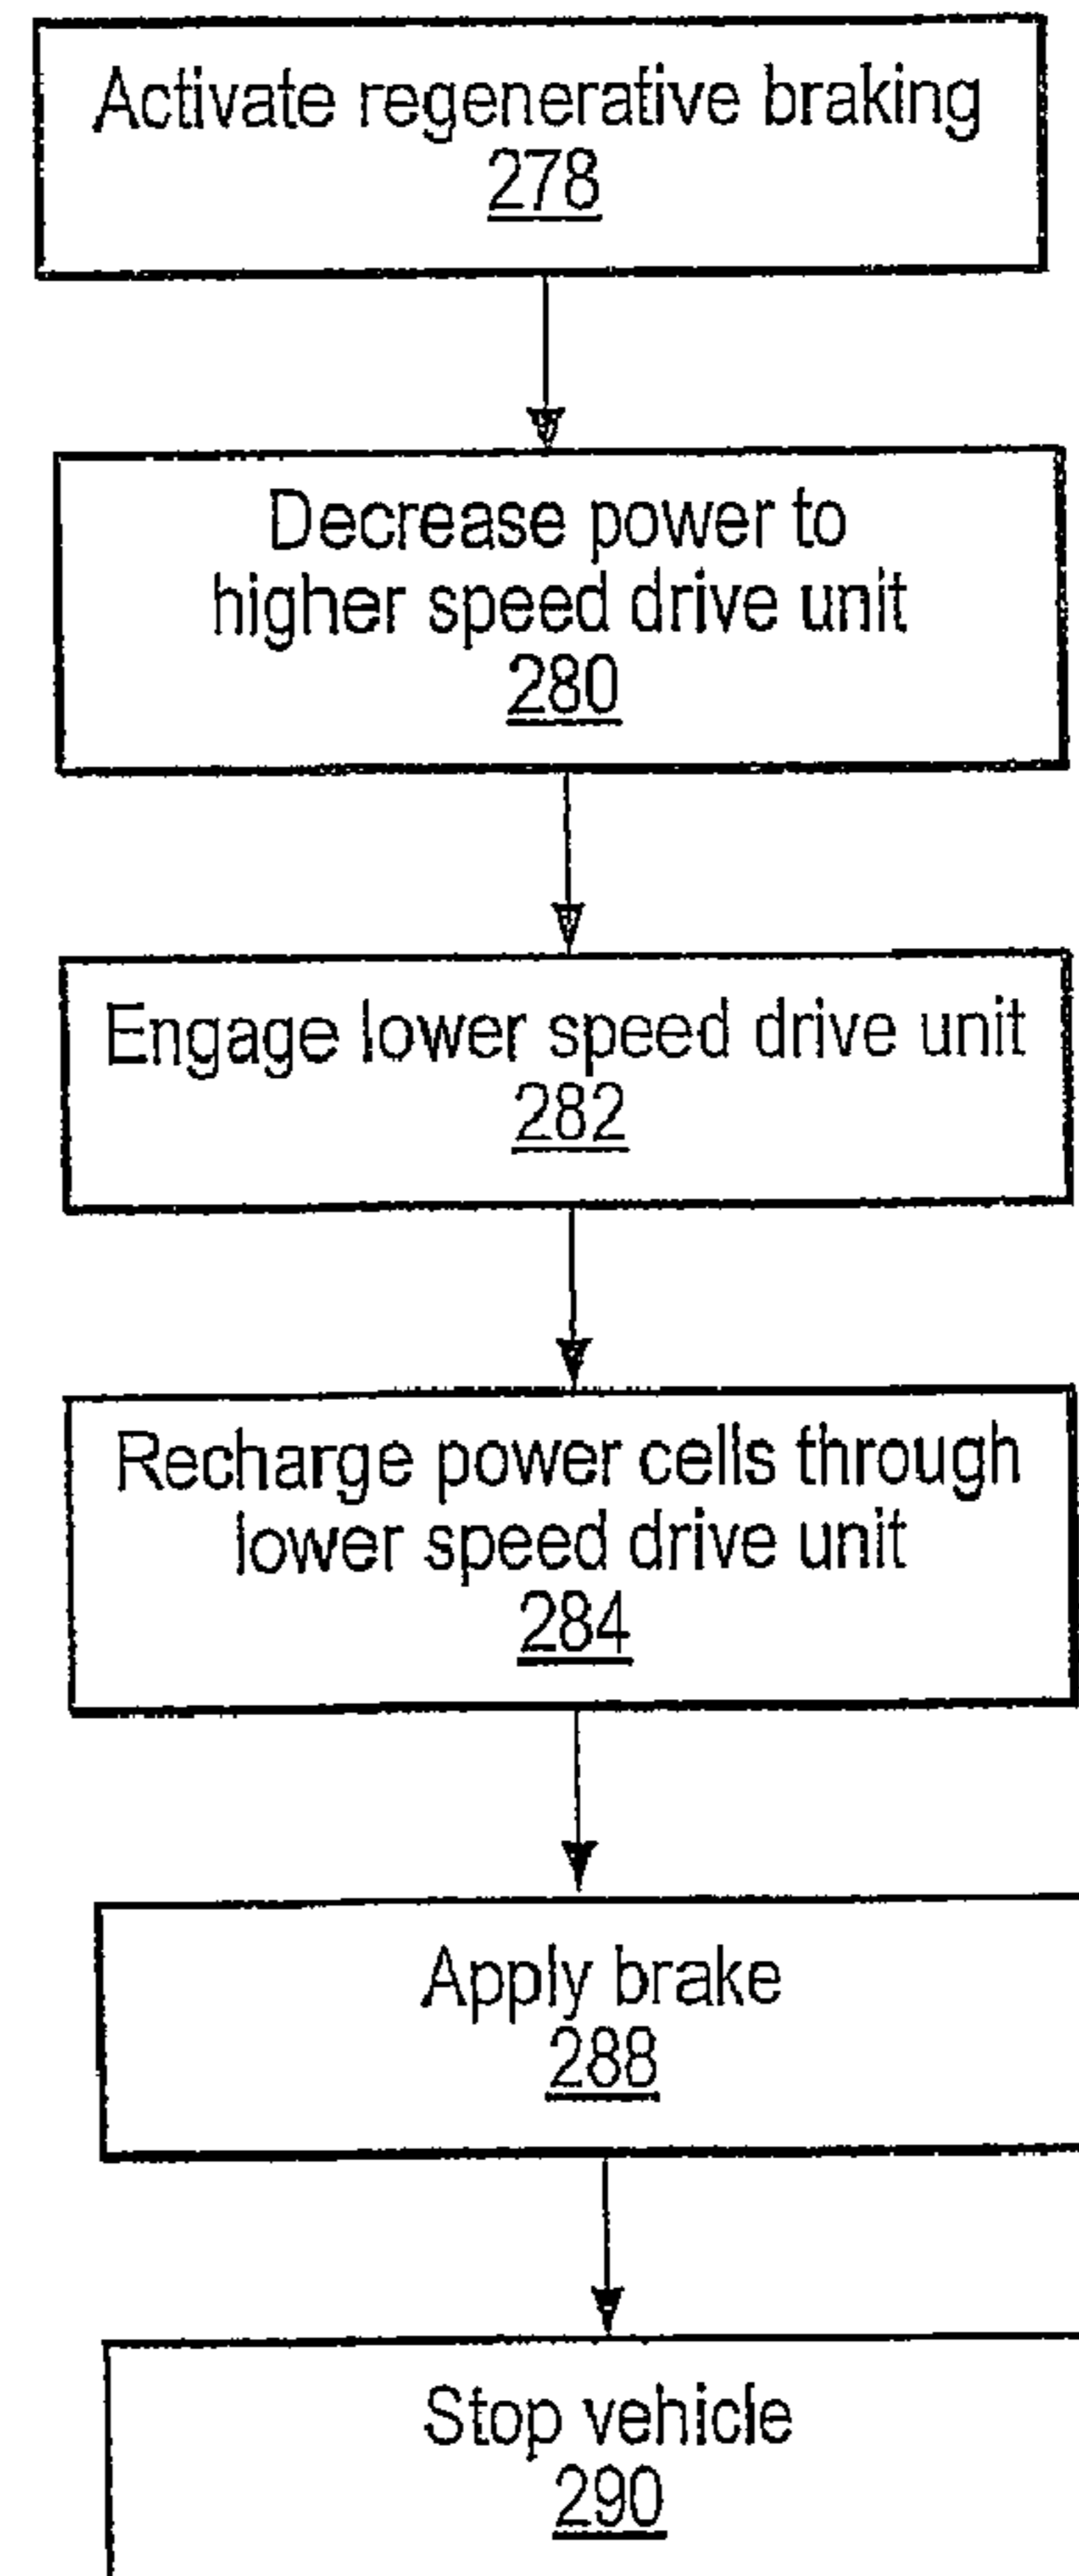 Activate regenerative braking
278
Decrease power to
higher speed drive unit
280
Engage lower speed drive unit
282
Recharge power cells through
lower speed drive unit
284
Apply brake
288
Stop vehicle
290